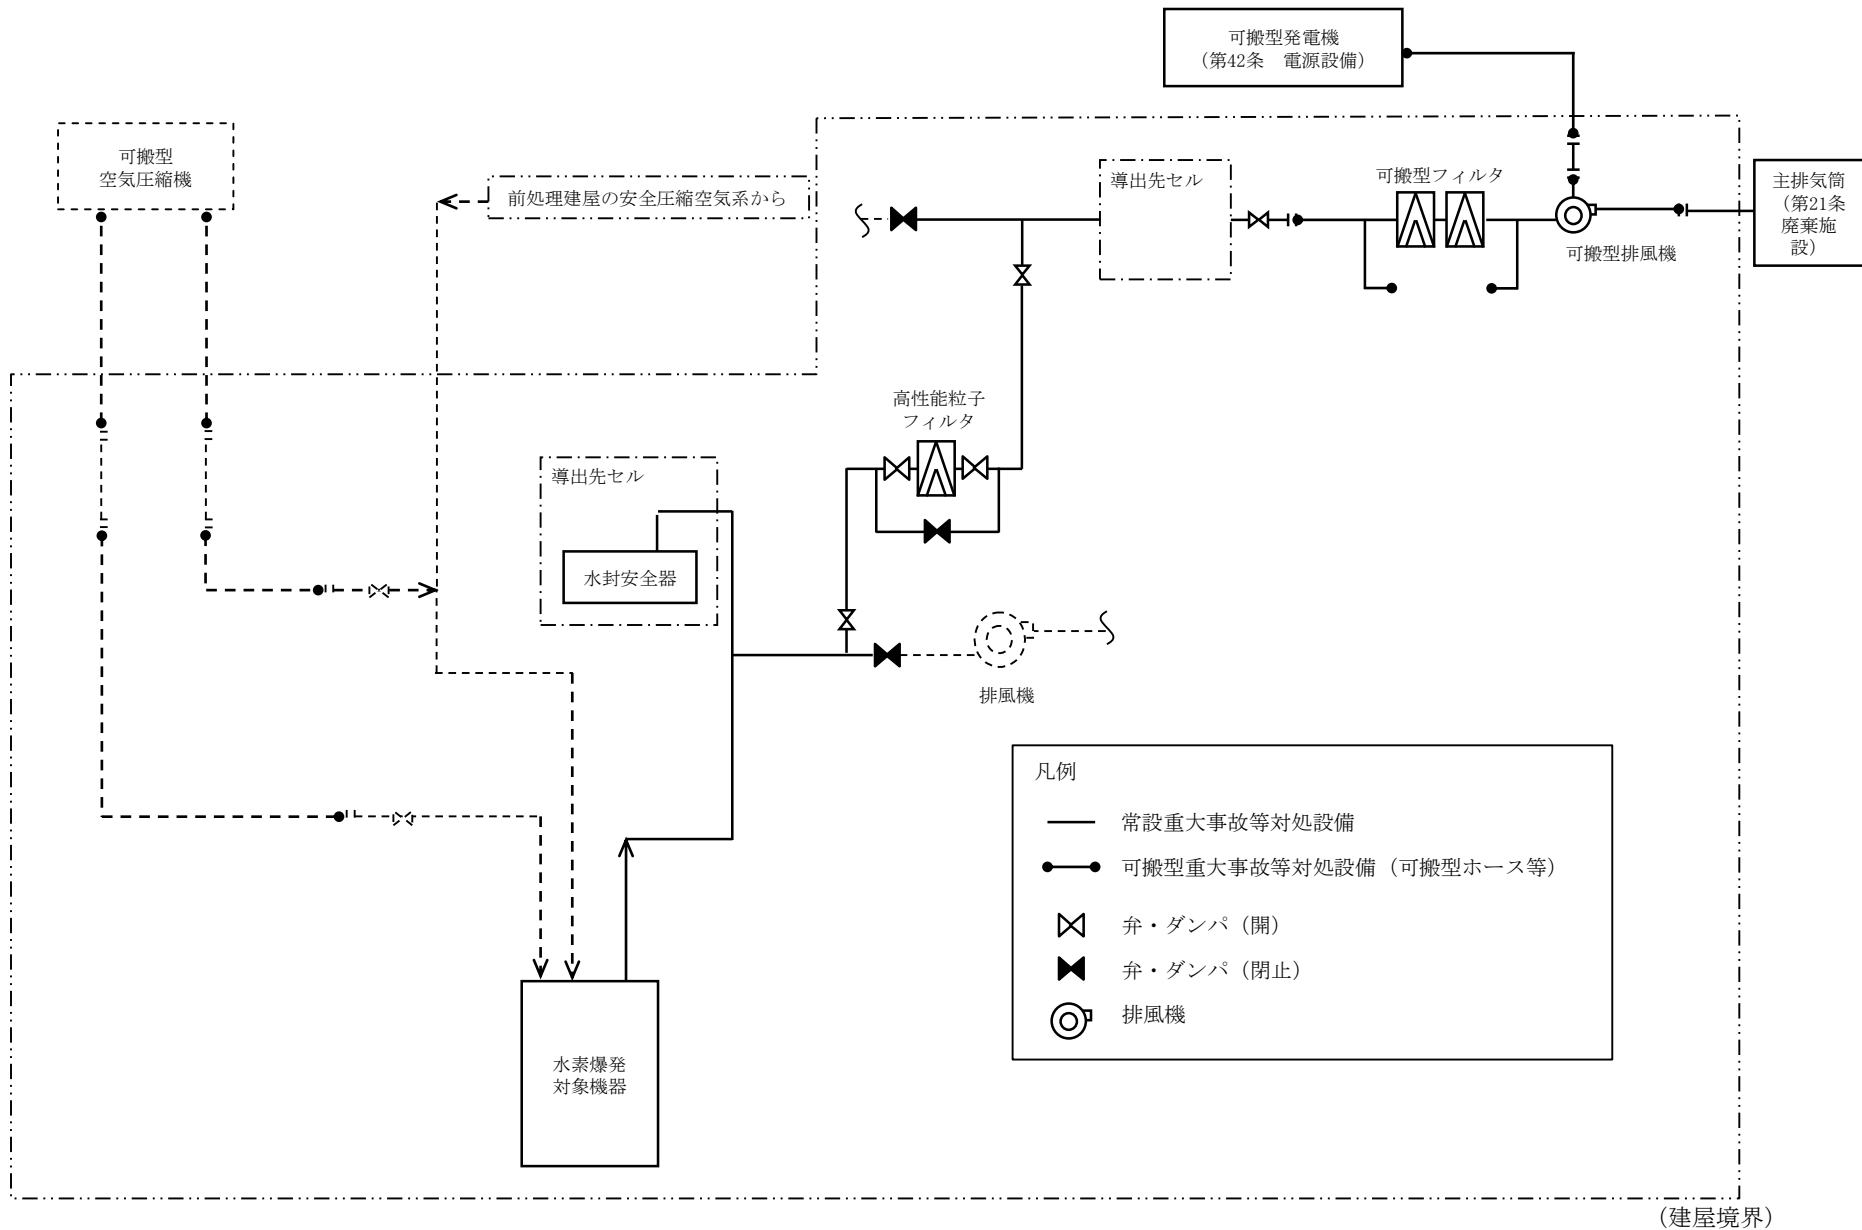 可搬型発電機
（第42条　電源設備）
可搬型
空気圧縮機
前処理建屋の安全圧縮空気系から
導出先セル
可搬型フィルタ
主排気筒
（第21条
廃棄施
設）
可搬型排風機
高性能粒子
フィルタ
導出先セル
水封安全器
排風機
凡例
常設重大事故等対処設備
可搬型重大事故等対処設備（可搬型ホース等）
弁・ダンパ（開）
弁・ダンパ（閉止）
排風機
水素爆発
対象機器
（建屋境界）